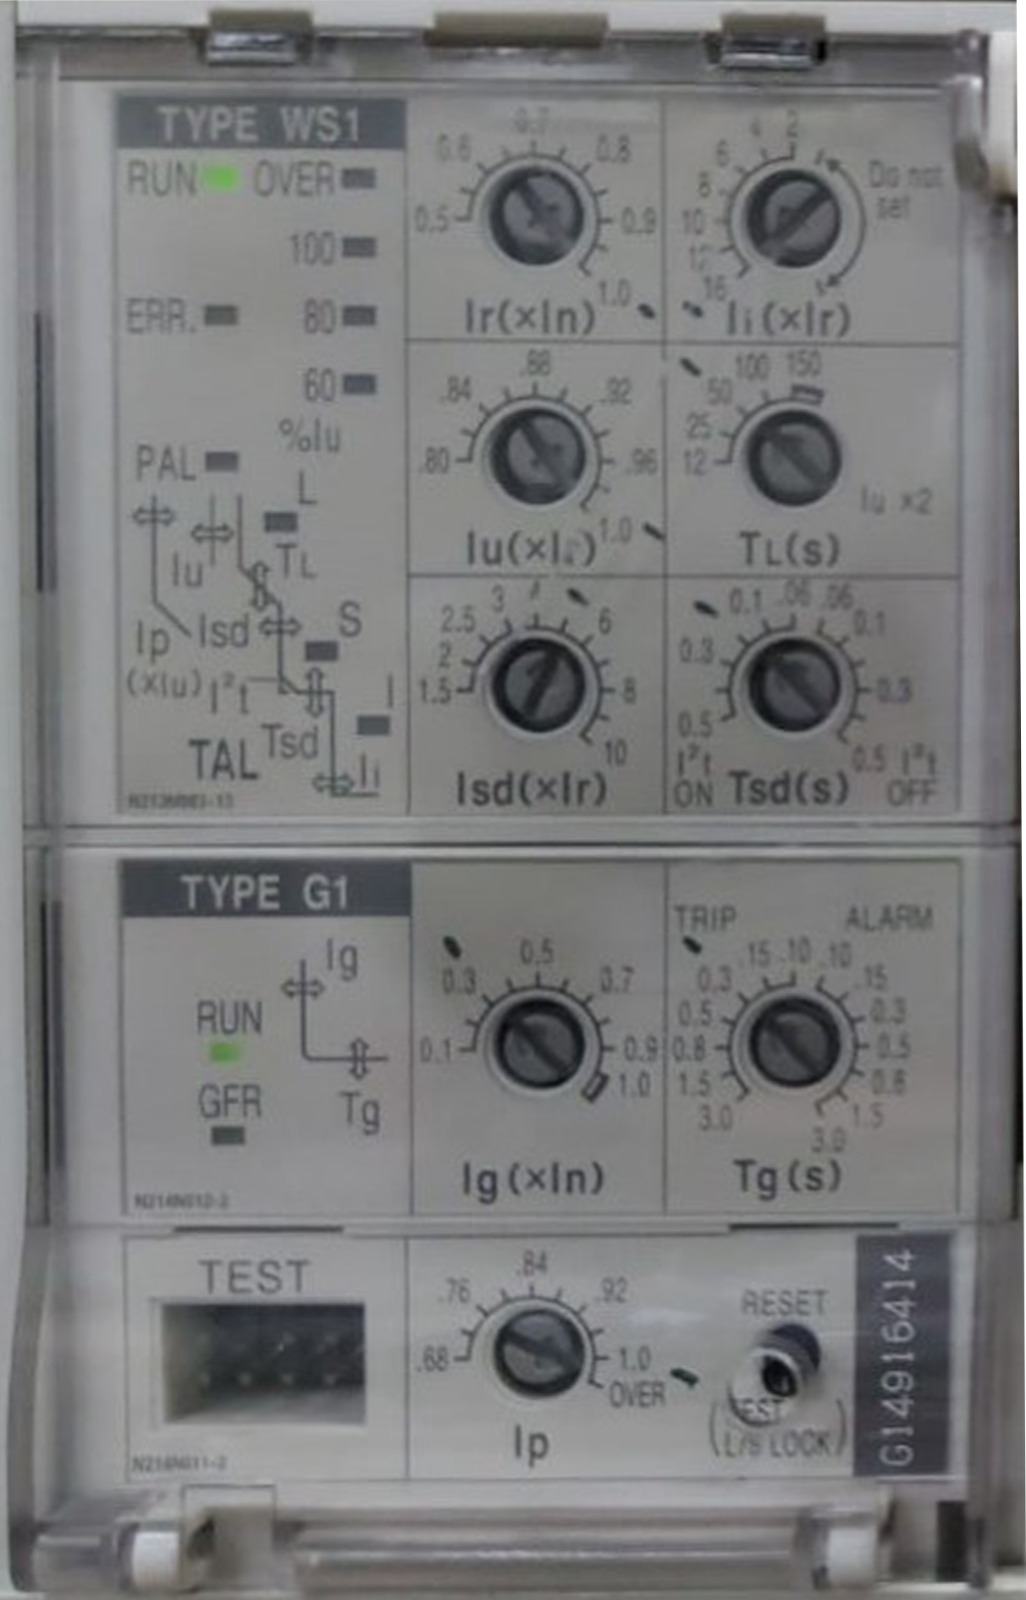 TYPE WS1
RUN OVER
100
ERR. 80
60
%Iu
PAL
L
Iu TL
Ip Isd S
(×Iu) I²t I
TAL Tsd Ii
0.5 0.6 0.7 0.8 0.9 1.0
Ir(×In)
2 4 6 8 10 12 16
Do not
set
Ii(×Ir)
.80 .84 .88 .92 .96 1.0
Iu(×Ir)
12 25 50 100 150
Iu ×2
TL(s)
1.5 2 2.5 3 4 6 8 10
Isd(×Ir)
0.5 0.3 0.1 .06 .06 0.1 0.3 0.5
I²t
ON
Tsd(s)
I²t
OFF
TYPE G1
Ig
RUN
GFR
Tg
0.1 0.3 0.5 0.7 0.9 1.0
Ig(×In)
TRIP ALARM
3.0 1.5 0.8 0.5 0.3 .15 .10 .10 .15 0.3 0.5 0.8 1.5 3.0
Tg(s)
TEST
.68 .76 .84 .92 1.0
OVER
Ip
RESET
(TEST
L/S LOCK)
G14916414